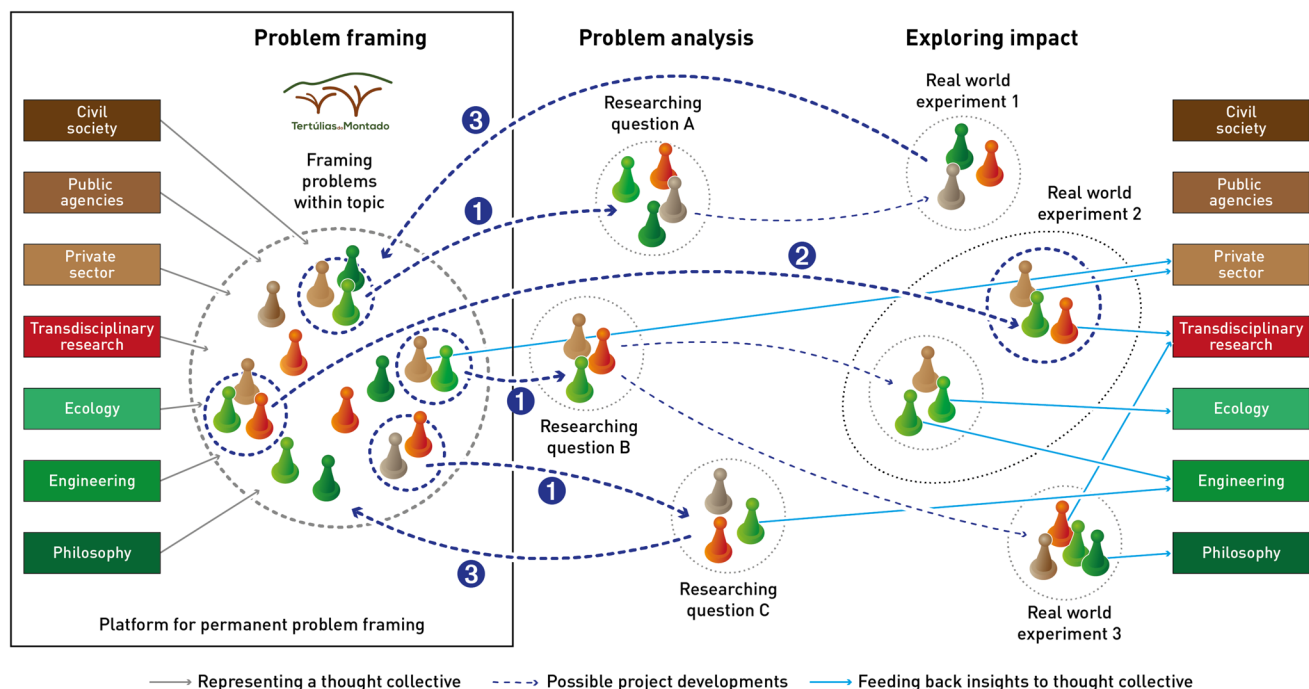 Problem framing
Problem analysis
Exploring impact
Tertúlias do Montado
Framing
problems
within topic
Civil
society
Public
agencies
Private
sector
Transdisciplinary
research
Ecology
Engineering
Philosophy
3
1
2
1
1
3
Researching
question A
Researching
question B
Researching
question C
Real world
experiment 1
Real world
experiment 2
Real world
experiment 3
Civil
society
Public
agencies
Private
sector
Transdisciplinary
research
Ecology
Engineering
Philosophy
Platform for permanent problem framing
Representing a thought collective
Possible project developments
Feeding back insights to thought collective